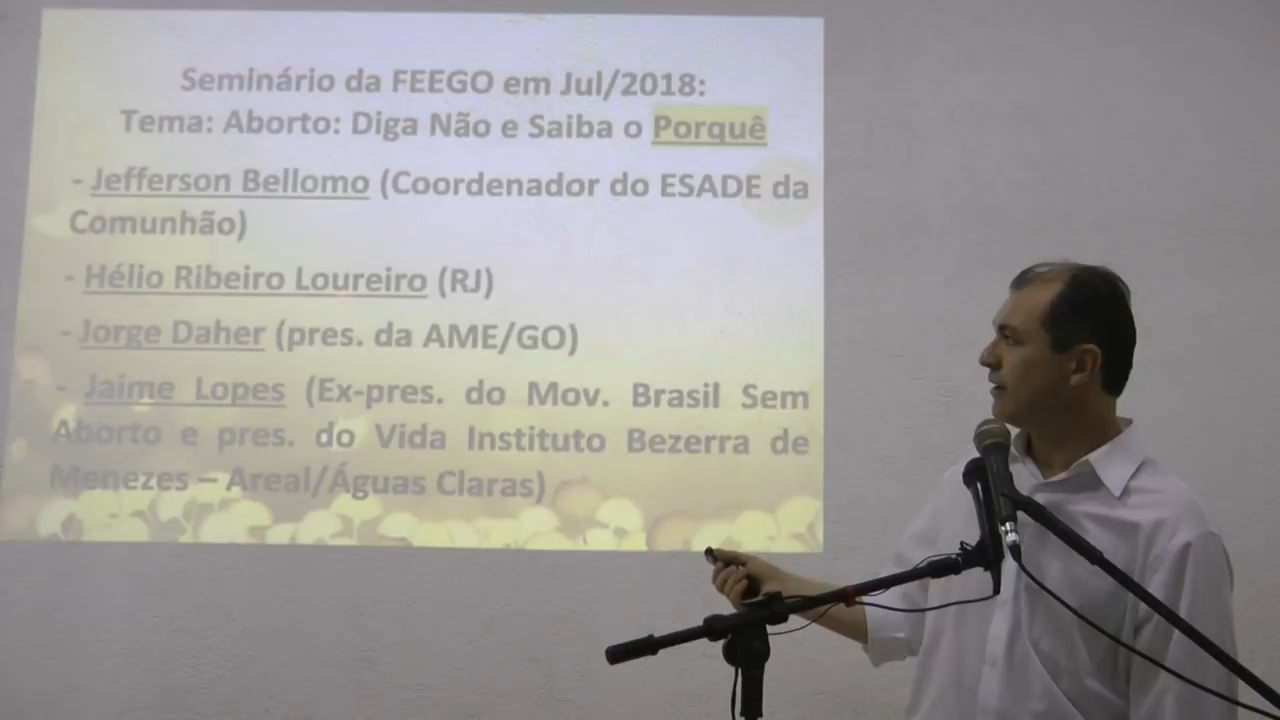 Seminário da FEEGO em Jul/2018:
Tema: Aborto: Diga Não e Saiba o Porquê
- Jefferson Bellomo (Coordenador do ESADE da
Comunhão)
- Hélio Ribeiro Loureiro (RJ)
- Jorge Daher (pres. da AME/GO)
- Jaime Lopes (Ex-pres. do Mov. Brasil Sem
Aborto e pres. do Vida Instituto Bezerra de
Menezes – Areal/Águas Claras)